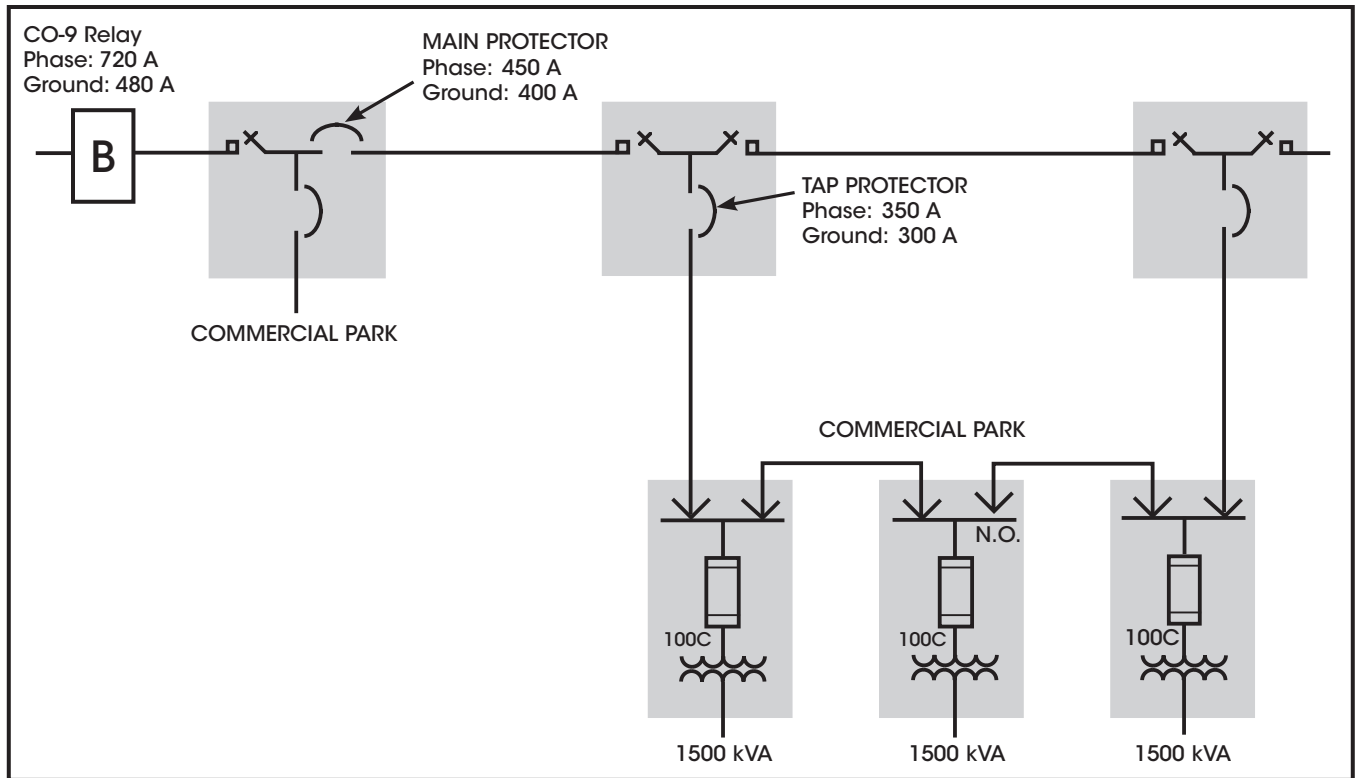 CO-9 Relay
Phase: 720 A
Ground: 480 A
MAIN PROTECTOR
Phase: 450 A
Ground: 400 A
B
TAP PROTECTOR
Phase: 350 A
Ground: 300 A
COMMERCIAL PARK
COMMERCIAL PARK
N.O.
100C
100C
100C
1500 kVA
1500 kVA
1500 kVA